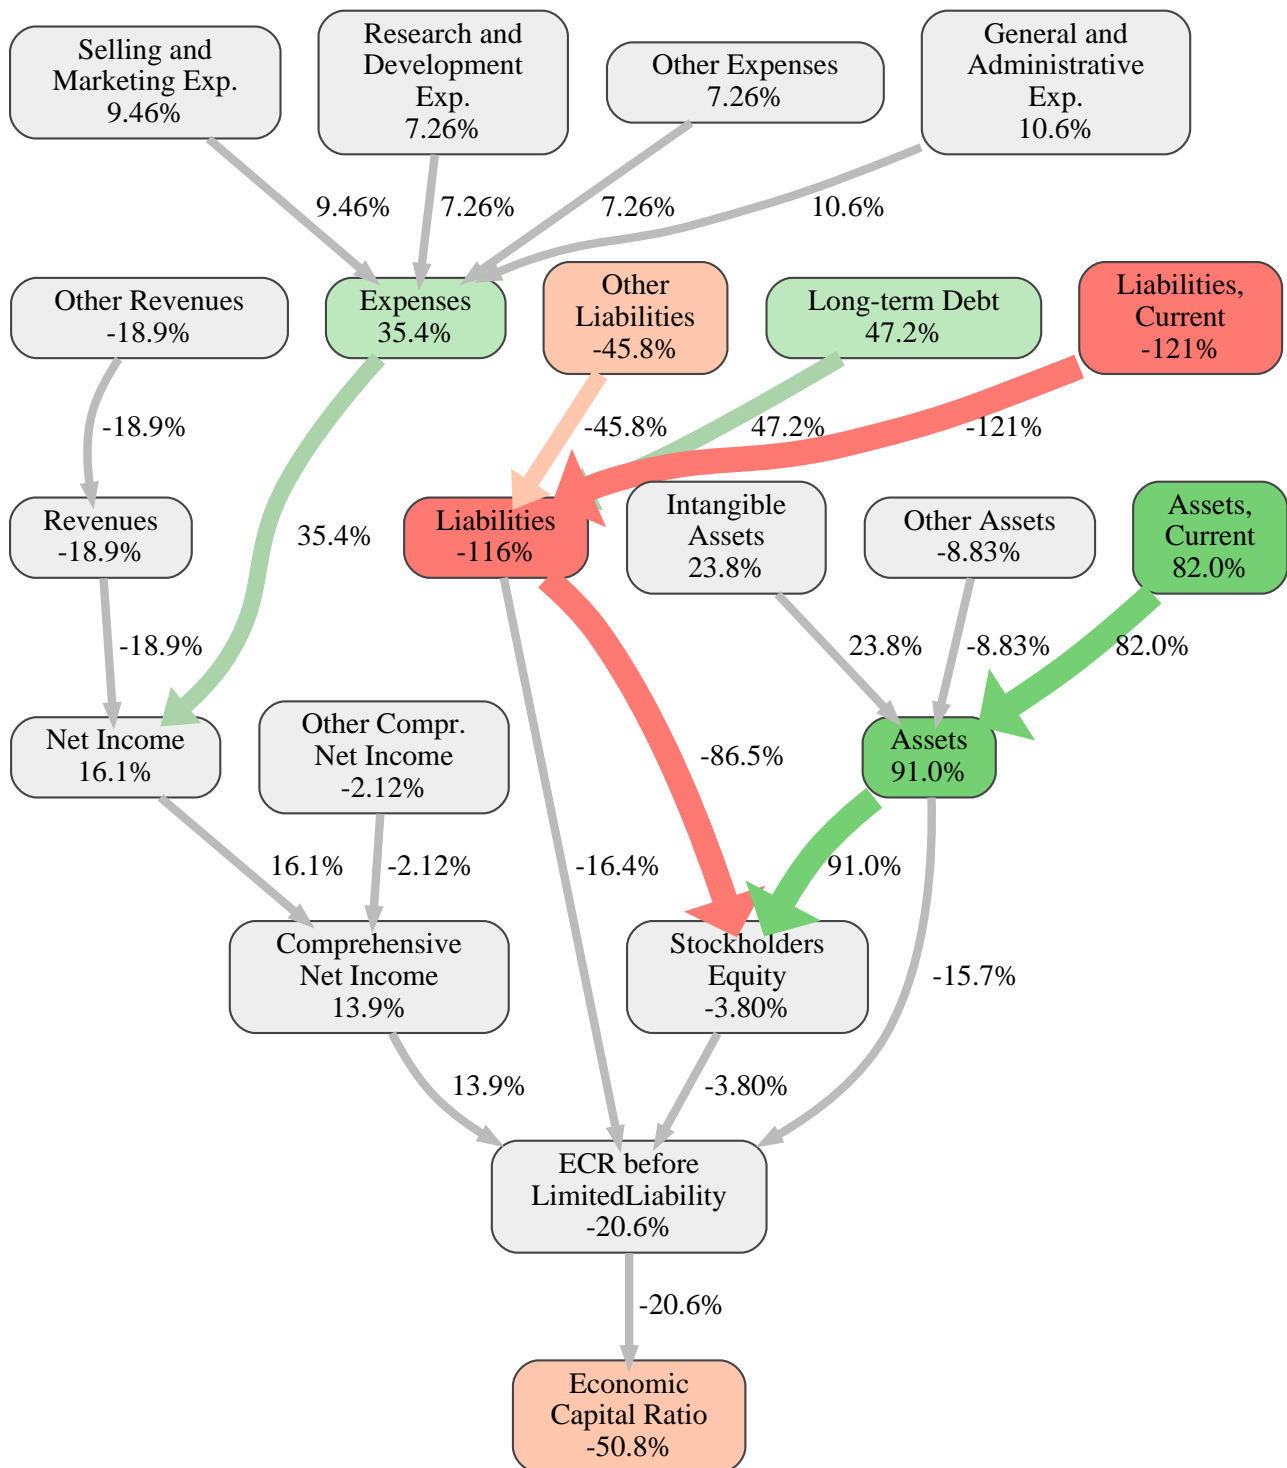 Selling and
Marketing Exp.
9.46%
Research and
Development
Exp.
7.26%
Other Expenses
7.26%
General and
Administrative
Exp.
10.6%
9.46%
7.26%
7.26%
10.6%
Other Revenues
-18.9%
Expenses
35.4%
Other
Liabilities
-45.8%
Long-term Debt
47.2%
Liabilities,
Current
-121%
-18.9%
-45.8%
47.2%
-121%
Revenues
-18.9%
35.4%
Liabilities
-116%
Intangible
Assets
23.8%
Other Assets
-8.83%
Assets,
Current
82.0%
-18.9%
23.8%
-8.83%
82.0%
Net Income
16.1%
Other Compr.
Net Income
-2.12%
-86.5%
Assets
91.0%
16.1%
-2.12%
-16.4%
91.0%
Comprehensive
Net Income
13.9%
Stockholders
Equity
-3.80%
-15.7%
13.9%
-3.80%
ECR before
LimitedLiability
-20.6%
-20.6%
Economic
Capital Ratio
-50.8%